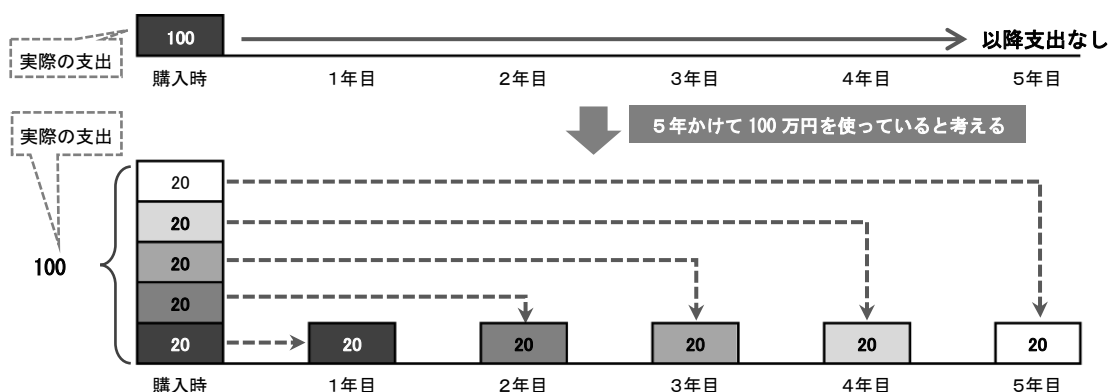 100
以降支出なし
実際の支出
購入時 1年目 2年目 3年目 4年目 5年目
5年かけて100万円を使っていると考える
実際の支出
20
20
20
100
20
20 20 20 20 20 20
購入時 1年目 2年目 3年目 4年目 5年目